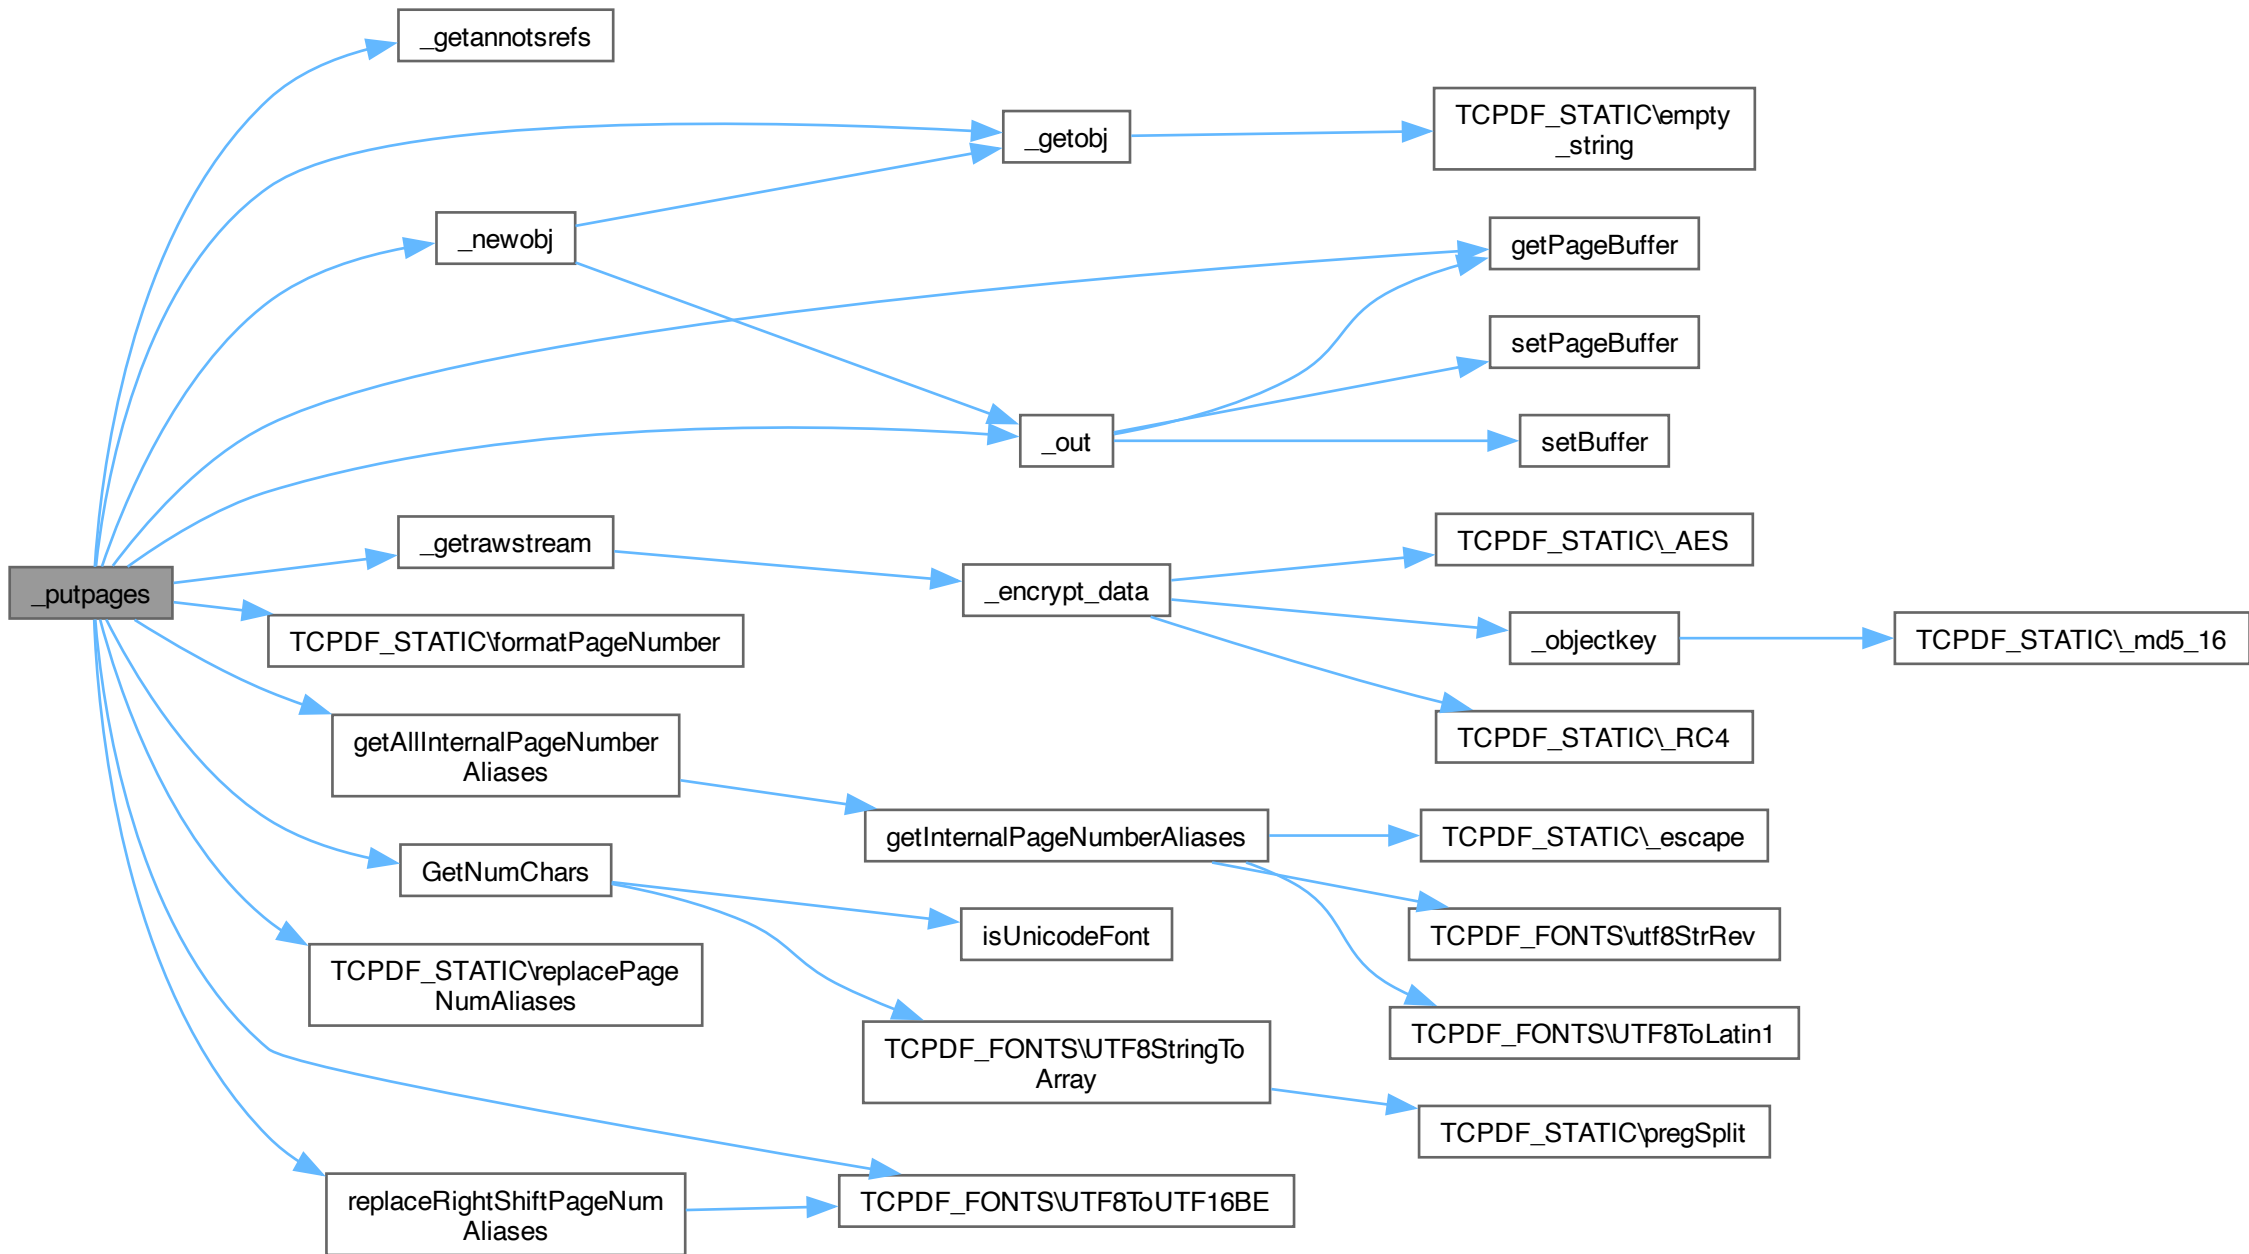 _getannotsrefs
_getobj
TCPDF_STATIC\empty
_string
_newobj
getPageBuffer
setPageBuffer
_out
setBuffer
_putpages
_getrawstream
_encrypt_data
TCPDF_STATIC\_AES
_objectkey
TCPDF_STATIC\_md5_16
TCPDF_STATIC\_RC4
TCPDF_STATIC\formatPageNumber
getAllInternalPageNumber
Aliases
getInternalPageNumberAliases
TCPDF_STATIC\_escape
TCPDF_FONTS\utf8StrRev
TCPDF_FONTS\UTF8ToLatin1
GetNumChars
isUnicodeFont
TCPDF_FONTS\UTF8StringTo
Array
TCPDF_STATIC\pregSplit
TCPDF_STATIC\replacePage
NumAliases
replaceRightShiftPageNum
Aliases
TCPDF_FONTS\UTF8ToUTF16BE